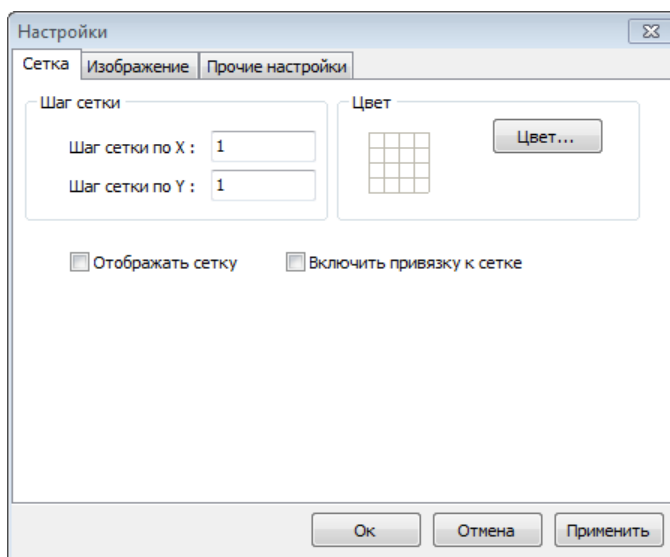 Настройки
Сетка Изображение Прочие настройки
Шаг сетки
Цвет
Шаг сетки по X :
1
Цвет...
Шаг сетки по Y :
1
Отображать сетку
Включить привязку к сетке
Ок Отмена Применить